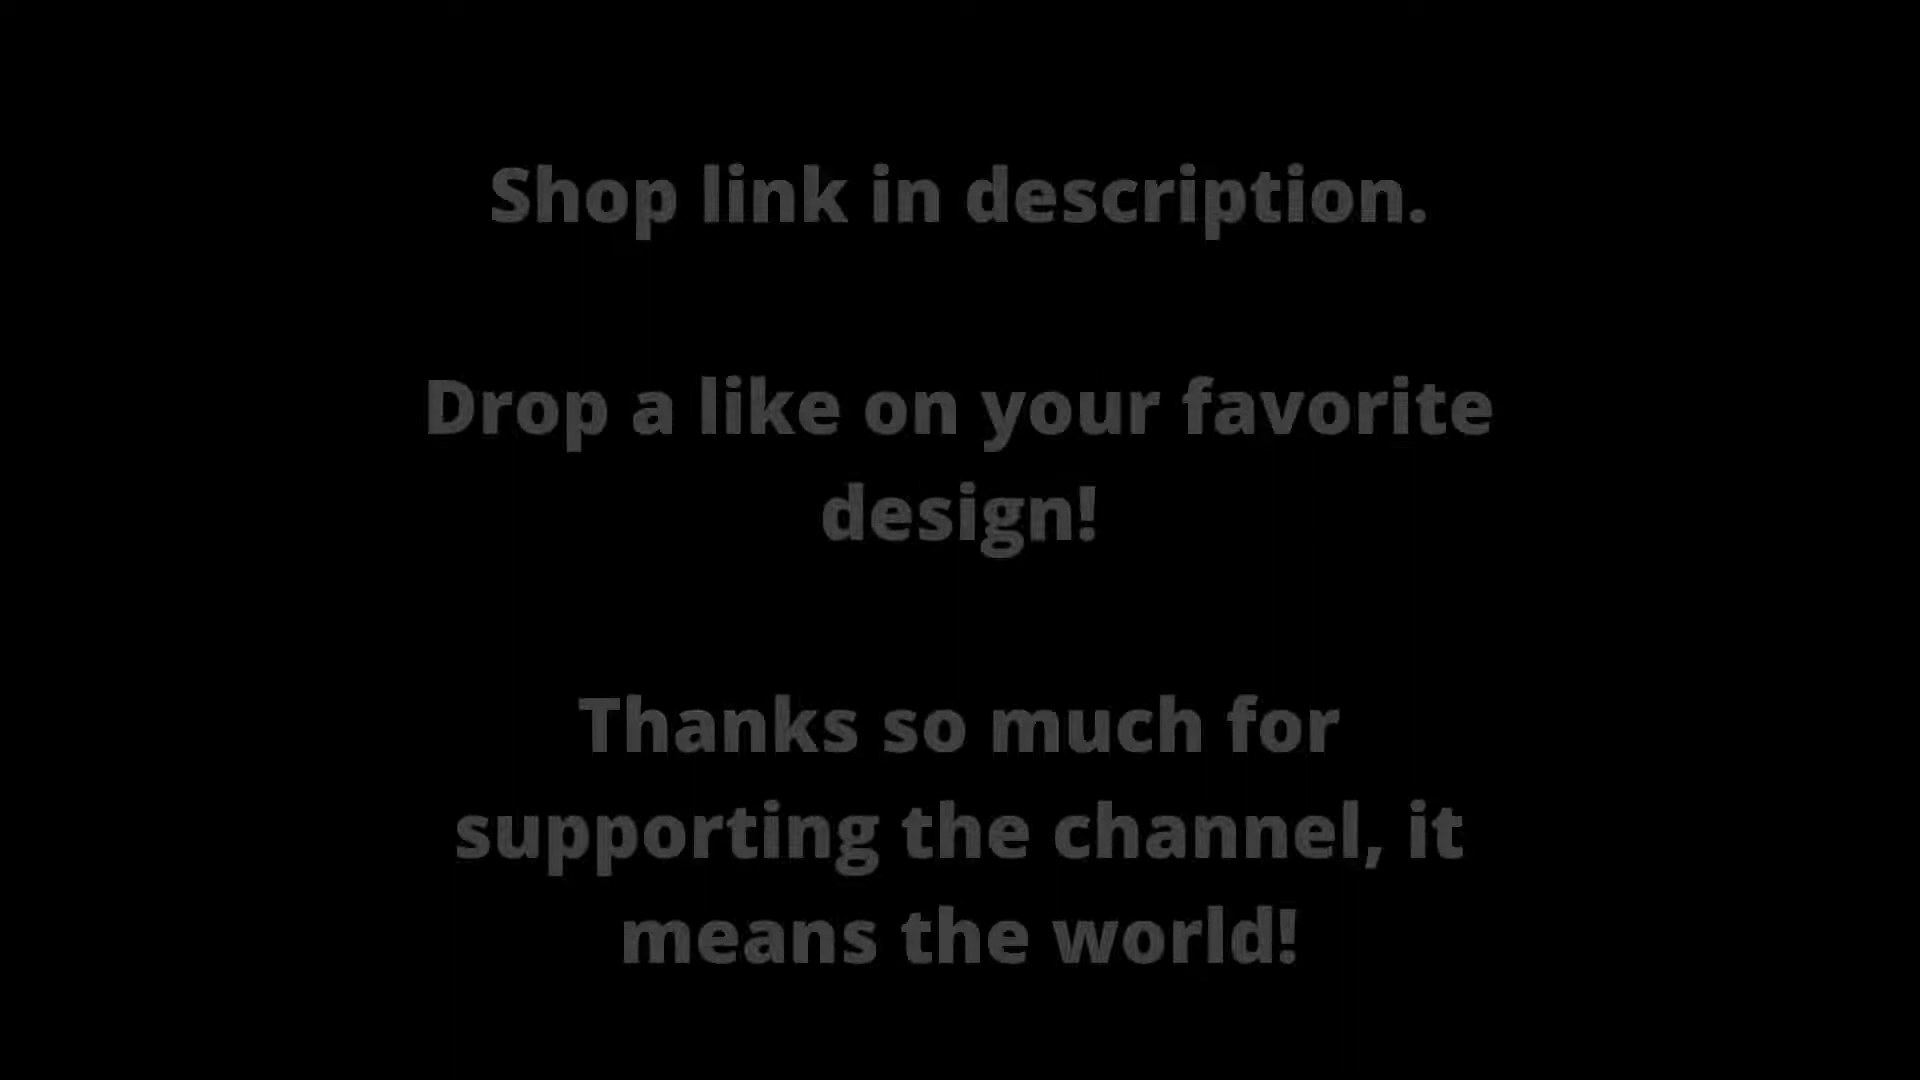 Shop link in description.
Drop a like on your favorite
design!
Thanks so much for
supporting the channel, it
means the world!